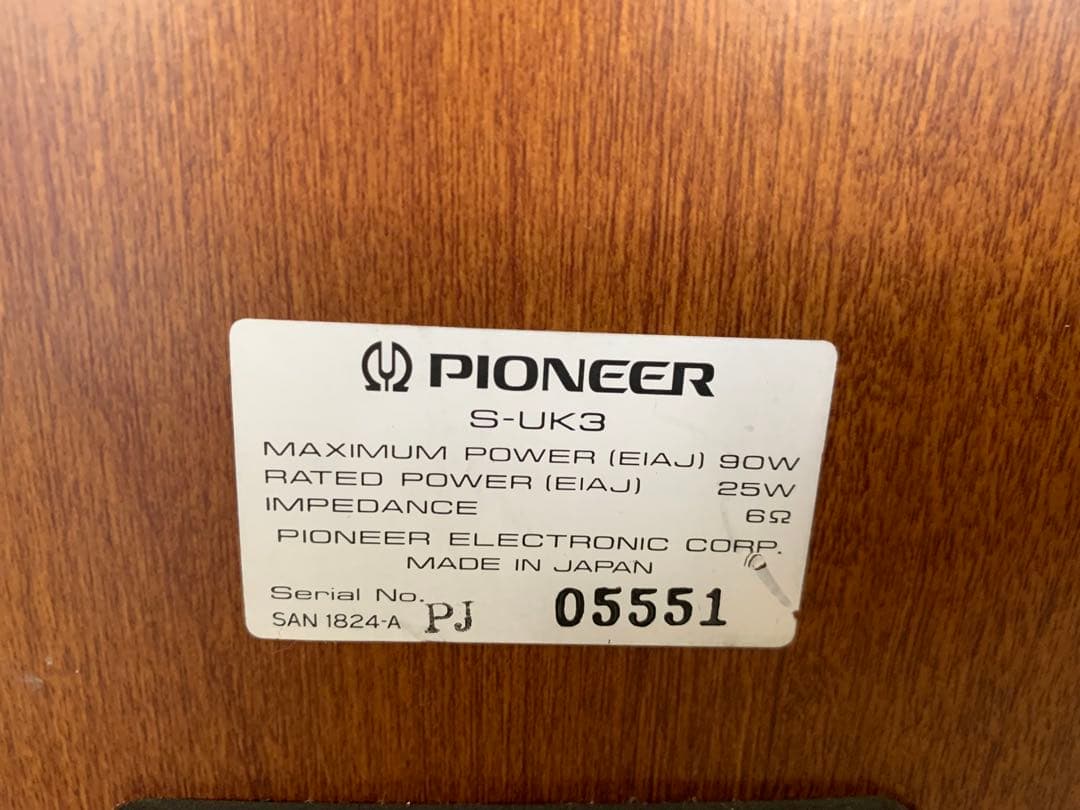 PIONEER
S-UK3
MAXIMUM POWER (EIAJ) 90W
RATED POWER (EIAJ) 25W
IMPEDANCE 6Ω
PIONEER ELECTRONIC CORP.
MADE IN JAPAN
Serial No. PJ 05551
SAN 1824-A